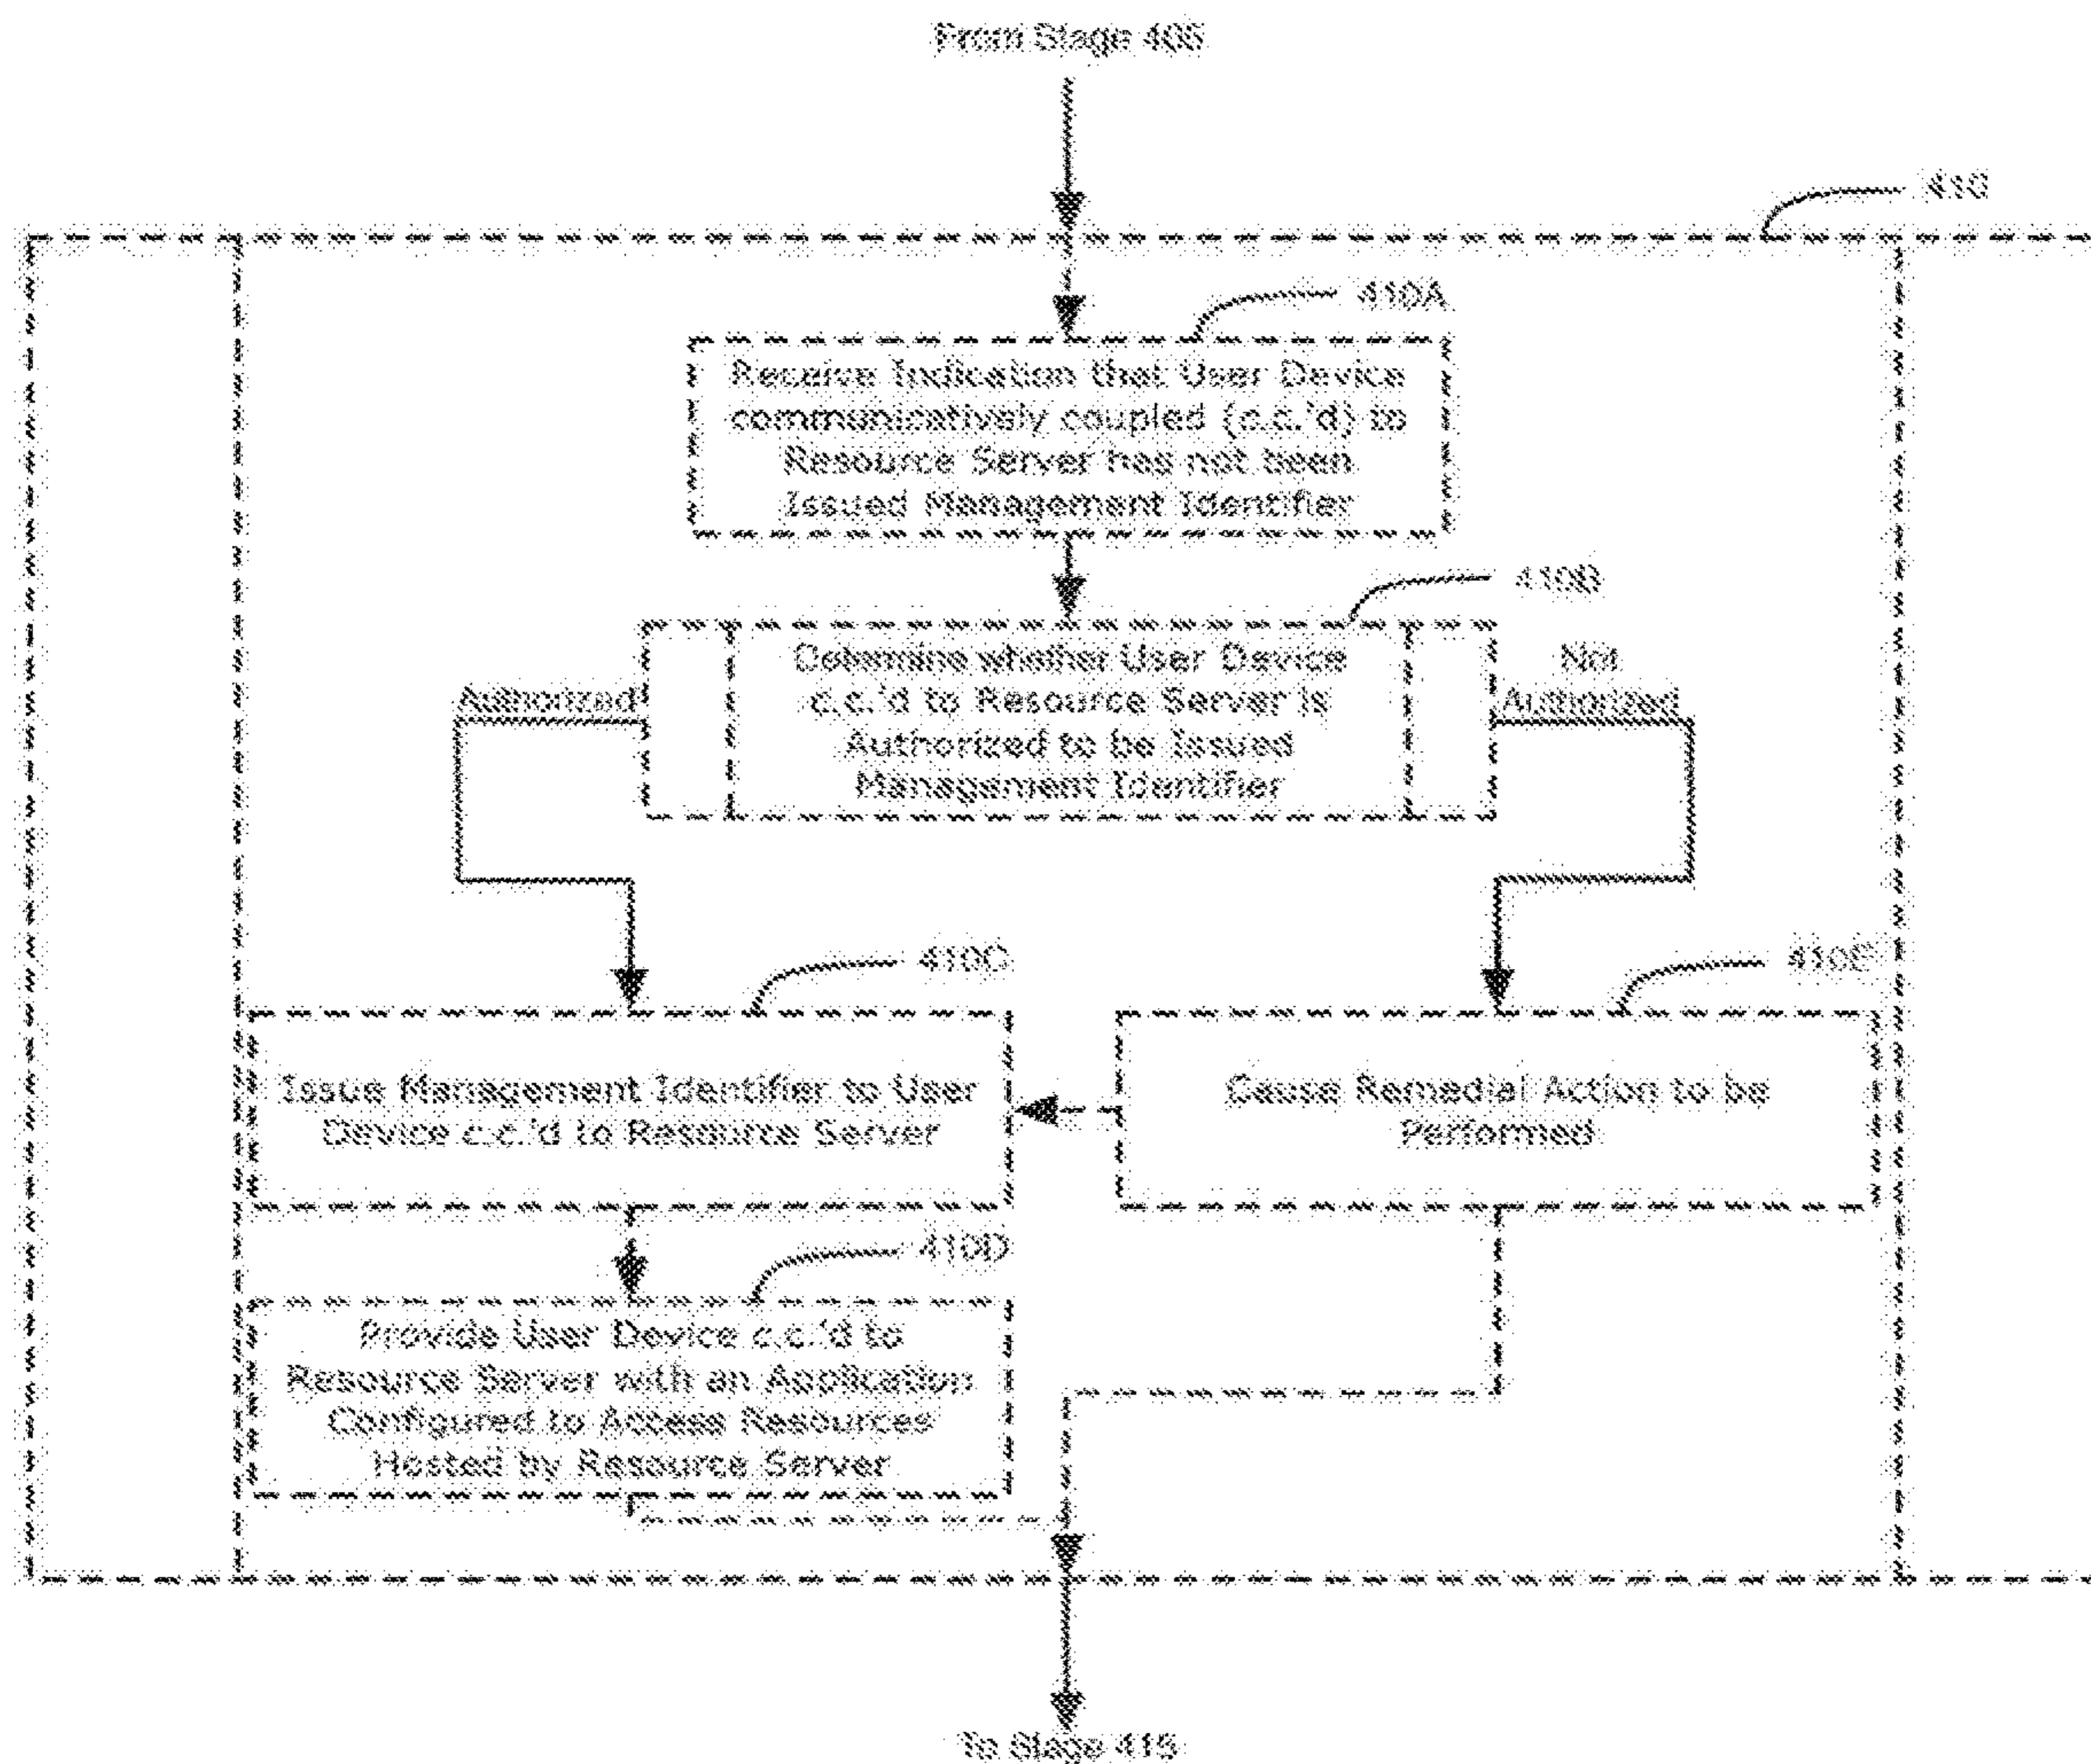 From Stage 405
410
410A
Receive Indication that User Device
communicatively coupled (c.c.'d) to
Resource Server has not been
Issued Management Identifier
410B
Determine whether User Device
c.c.'d to Resource Server is
Authorized to be Issued
Management Identifier
Authorized
Not
Authorized
410C
Issue Management Identifier to User
Device c.c.'d to Resource Server
410E
Cause Remedial Action to be
Performed
410D
Provide User Device c.c.'d to
Resource Server with an Application
Configured to Access Resources
Hosted by Resource Server
To Stage 415